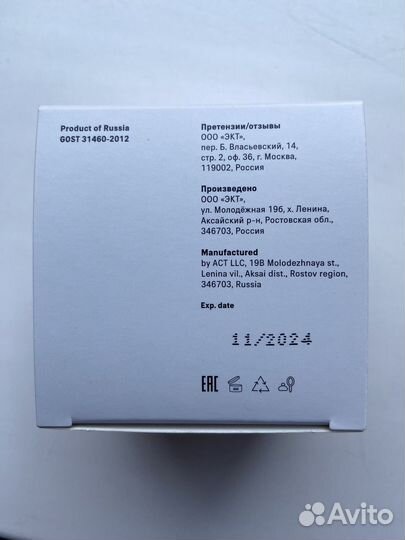 Product of Russia
GOST 31460-2012
Претензии/отзывы
ООО «ЭКТ»,
пер. Б. Власьевский, 14,
стр. 2, оф. 36, г. Москва,
119002, Россия
Произведено
ООО «ЭКТ»,
ул. Молодёжная 19б, х. Ленина,
Аксайский р-н, Ростовская обл.,
346703, Россия
Manufactured
by ACT LLC, 19B Molodezhnaya st.,
Lenina vil., Aksai dist., Rostov region,
346703, Russia
Exp. date
11/2024
EAC
Avito